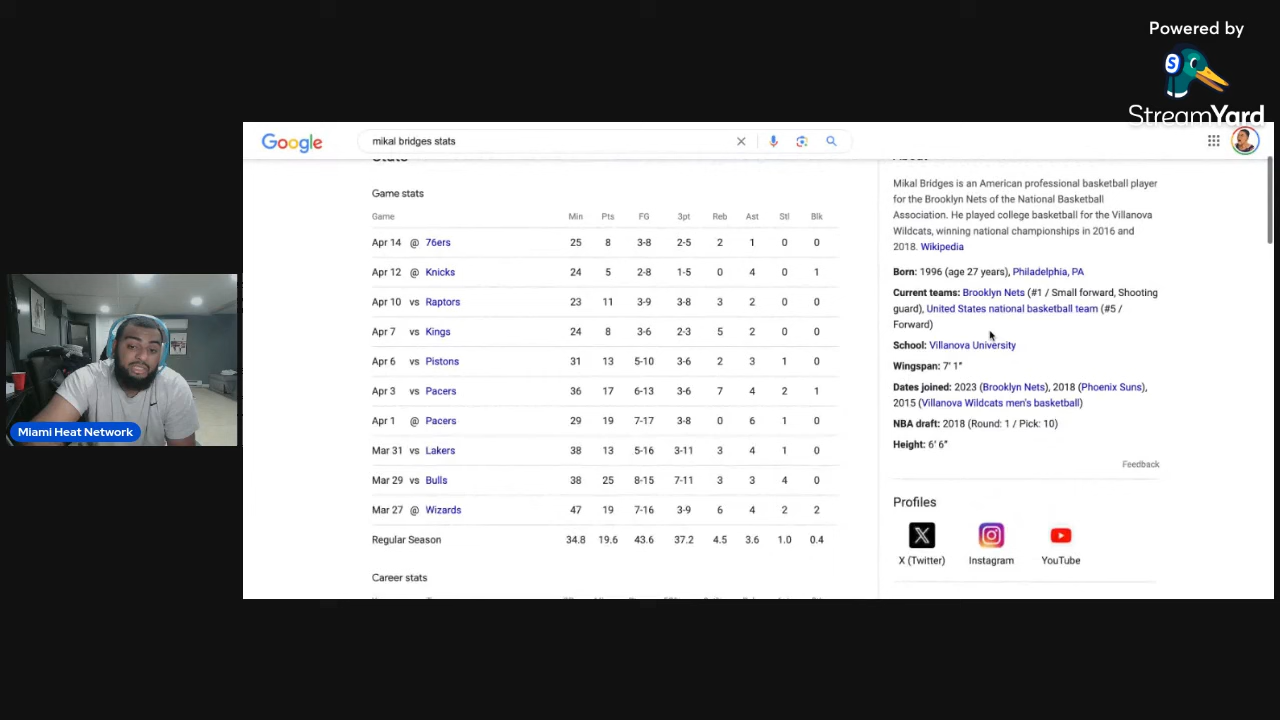 Powered by
StreamYard
Google
mikal bridges stats
Stats
About
Game stats
Game Min Pts FG 3pt Reb Ast Stl Blk
Apr 14 @ 76ers 25 8 3-8 2-5 2 1 0 0
Apr 12 @ Knicks 24 5 2-8 1-5 0 4 0 1
Apr 10 vs Raptors 23 11 3-9 3-8 3 2 0 0
Apr 7 vs Kings 24 8 3-6 2-3 5 2 0 0
Apr 6 vs Pistons 31 13 5-10 3-6 2 3 1 0
Apr 3 vs Pacers 36 17 6-13 3-6 7 4 2 1
Apr 1 @ Pacers 29 19 7-17 3-8 0 6 1 0
Mar 31 vs Lakers 38 13 5-16 3-11 3 4 1 0
Mar 29 vs Bulls 38 25 8-15 7-11 3 3 4 0
Mar 27 @ Wizards 47 19 7-16 3-9 6 4 2 2
Regular Season 34.8 19.6 43.6 37.2 4.5 3.6 1.0 0.4
Career stats
Mikal Bridges is an American professional basketball player
for the Brooklyn Nets of the National Basketball
Association. He played college basketball for the Villanova
Wildcats, winning national championships in 2016 and
2018. Wikipedia
Born: 1996 (age 27 years), Philadelphia, PA
Current teams: Brooklyn Nets (#1 / Small forward, Shooting
guard), United States national basketball team (#5 /
Forward)
School: Villanova University
Wingspan: 7′ 1″
Dates joined: 2023 (Brooklyn Nets), 2018 (Phoenix Suns),
2015 (Villanova Wildcats men's basketball)
NBA draft: 2018 (Round: 1 / Pick: 10)
Height: 6′ 6″
Feedback
Profiles
X (Twitter) Instagram YouTube
Miami Heat Network